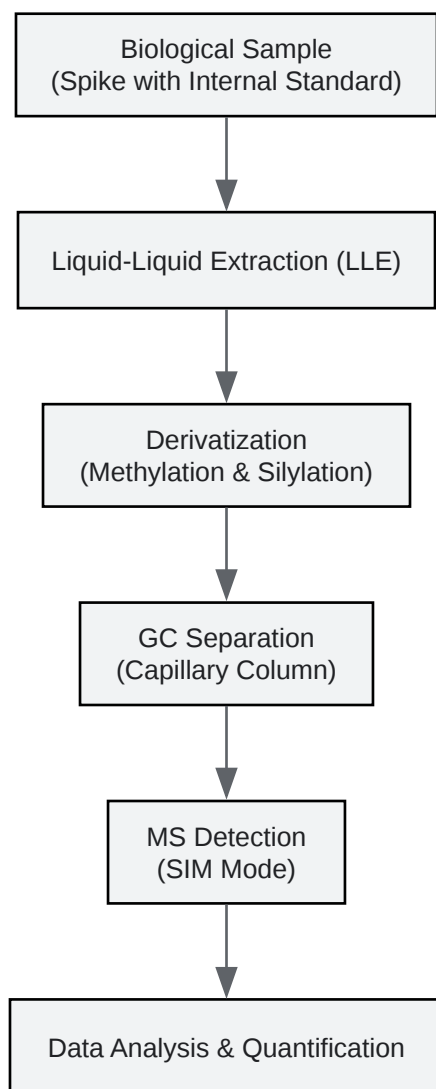 Biological Sample
(Spike with Internal Standard)
Liquid-Liquid Extraction (LLE)
Derivatization
(Methylation & Silylation)
GC Separation
(Capillary Column)
MS Detection
(SIM Mode)
Data Analysis & Quantification